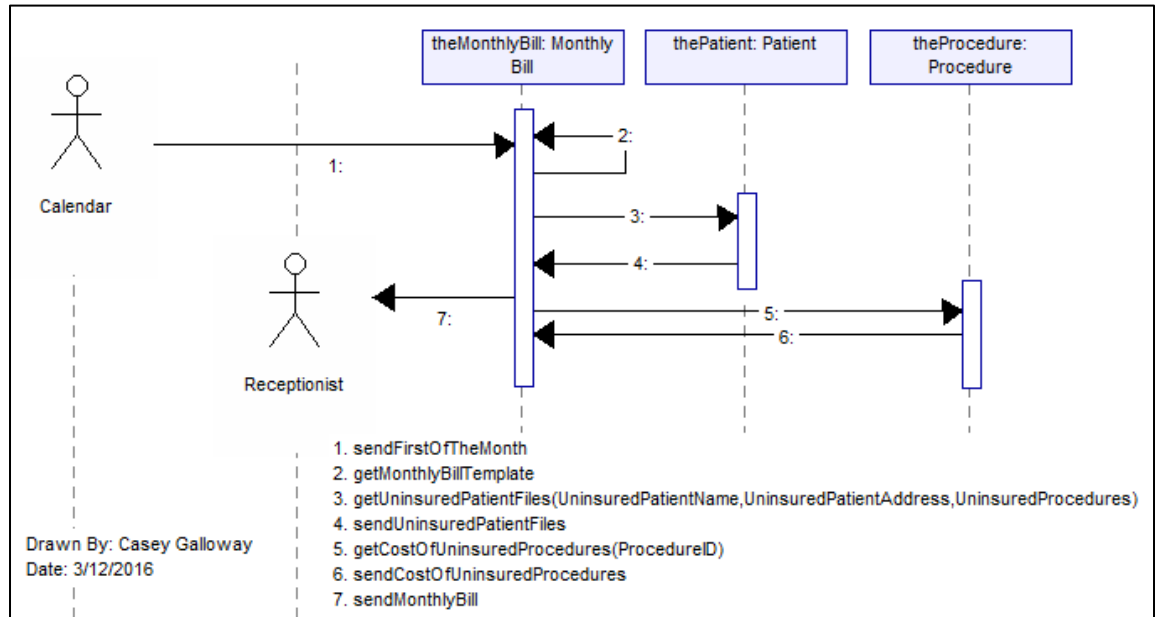 theMonthlyBill: Monthly
Bill
thePatient: Patient
theProcedure:
Procedure
2:
1:
Calendar
3:
4:
7:
5:
6:
Receptionist
1. sendFirstOfTheMonth
2. getMonthlyBillTemplate
3. getUninsuredPatientFiles(UninsuredPatientName,UninsuredPatientAddress,UninsuredProcedures)
4. sendUninsuredPatientFiles
5. getCostOfUninsuredProcedures(ProcedureID)
6. sendCostOfUninsuredProcedures
7. sendMonthlyBill
Drawn By: Casey Galloway
Date: 3/12/2016